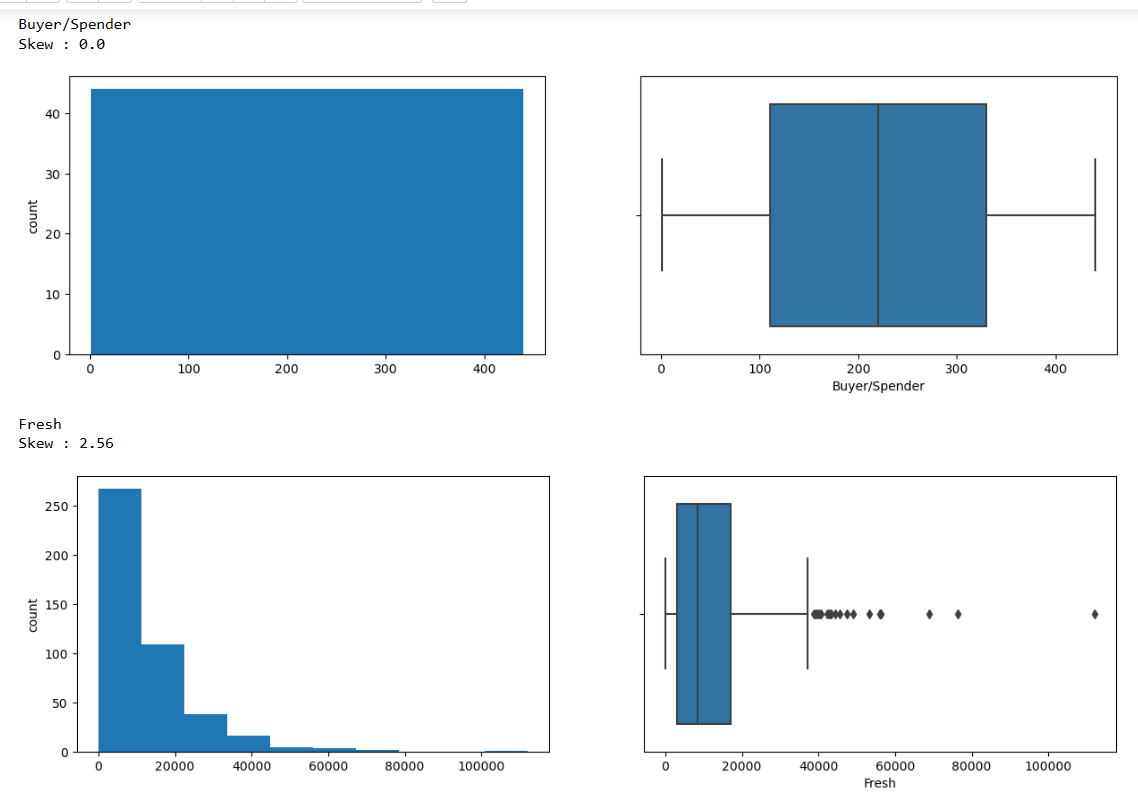 Buyer/Spender
Skew : 0.0
count
40
30
20
10
0
0 100 200 300 400
0 100 200 300 400
Buyer/Spender
Fresh
Skew : 2.56
count
250
200
150
100
50
0
0 20000 40000 60000 80000 100000
0 20000 40000 60000 80000 100000
Fresh